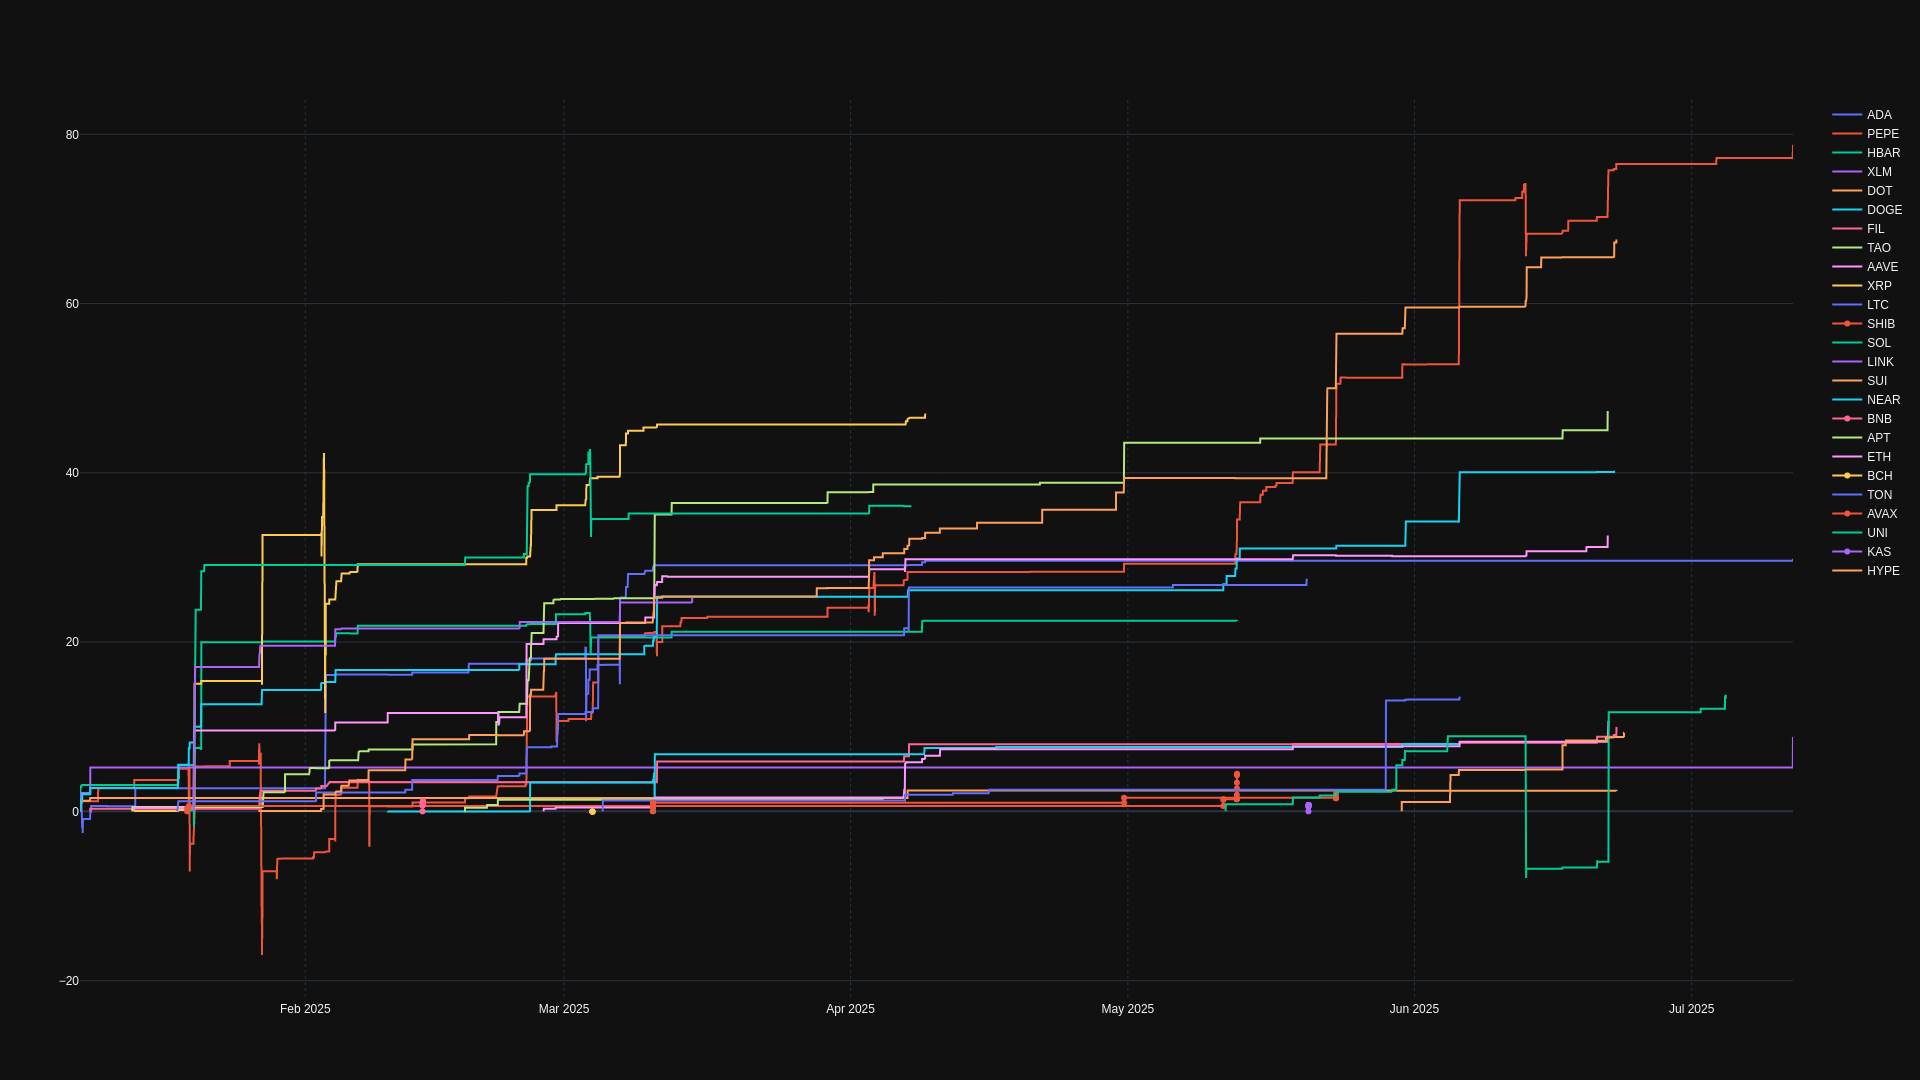 80
60
40
20
0
−20
Feb 2025
Mar 2025
Apr 2025
May 2025
Jun 2025
Jul 2025
ADA
PEPE
HBAR
XLM
DOT
DOGE
FIL
TAO
AAVE
XRP
LTC
SHIB
SOL
LINK
SUI
NEAR
BNB
APT
ETH
BCH
TON
AVAX
UNI
KAS
HYPE